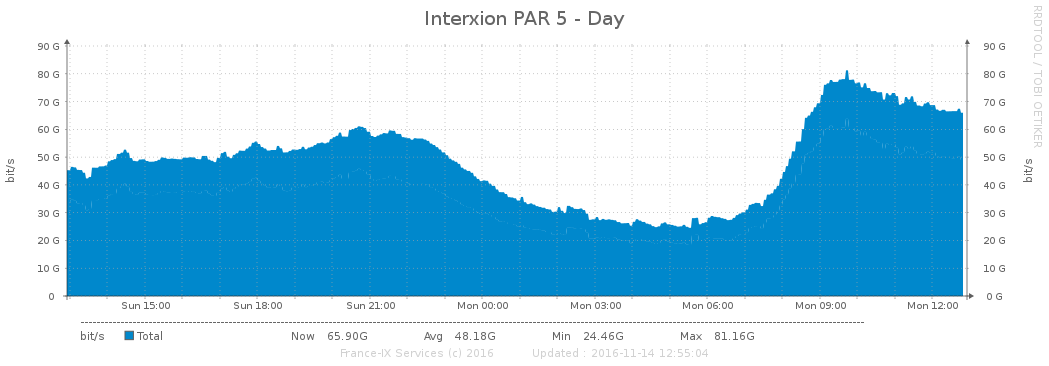 Interxion PAR 5 - Day
RRDTOOL / TOBI OETIKER
90 G 90 G
80 G 80 G
70 G 70 G
60 G 60 G
50 G 50 G
40 G 40 G
30 G 30 G
20 G 20 G
10 G 10 G
0 0 G
bit/s bit/s
Sun 15:00 Sun 18:00 Sun 21:00 Mon 00:00 Mon 03:00 Mon 06:00 Mon 09:00 Mon 12:00
bit/s Total Now 65.90G Avg 48.18G Min 24.46G Max 81.16G
France-IX Services (c) 2016 Updated : 2016-11-14 12:55:04